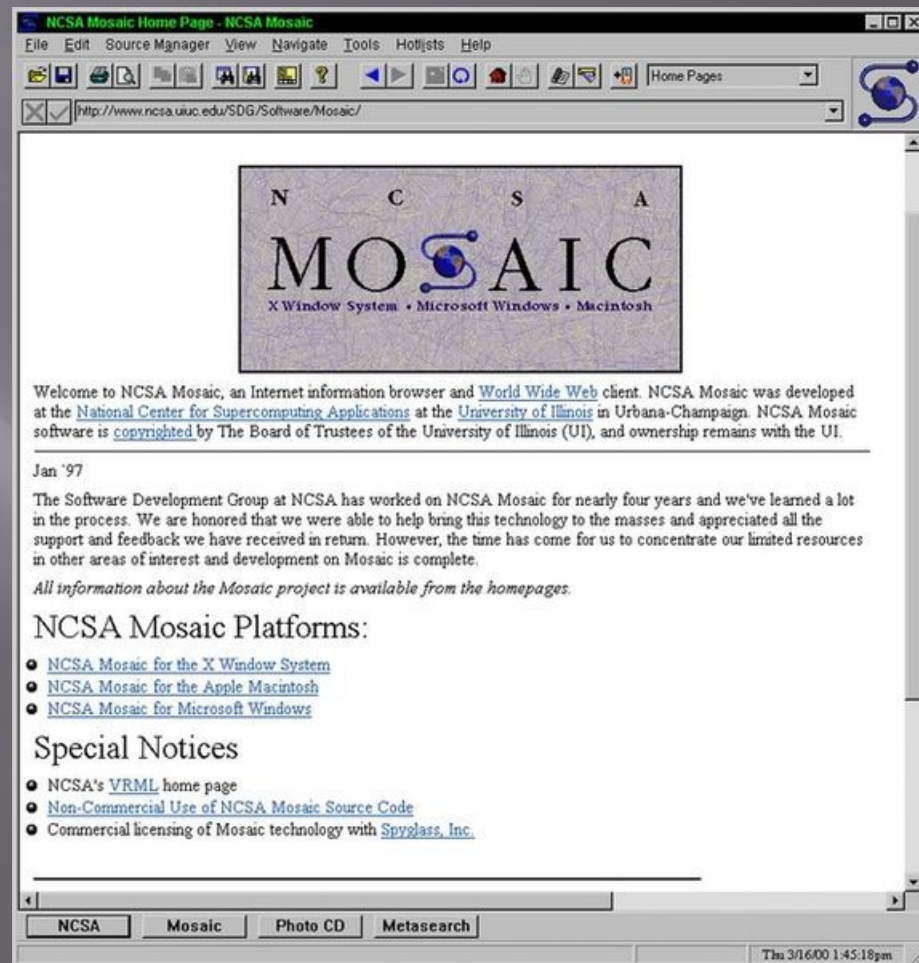 NCSA Mosaic Home Page - NCSA Mosaic
File Edit Source Manager View Navigate Tools Hotlists Help
Home Pages
http://www.ncsa.uiuc.edu/SDG/Software/Mosaic/
N C S A
MOSAIC
X Window System • Microsoft Windows • Macintosh
Welcome to NCSA Mosaic, an Internet information browser and World Wide Web client. NCSA Mosaic was developed
at the National Center for Supercomputing Applications at the University of Illinois in Urbana-Champaign. NCSA Mosaic
software is copyrighted by The Board of Trustees of the University of Illinois (UI), and ownership remains with the UI.
Jan '97
The Software Development Group at NCSA has worked on NCSA Mosaic for nearly four years and we've learned a lot
in the process. We are honored that we were able to help bring this technology to the masses and appreciated all the
support and feedback we have received in return. However, the time has come for us to concentrate our limited resources
in other areas of interest and development on Mosaic is complete.
All information about the Mosaic project is available from the homepages.
NCSA Mosaic Platforms:
NCSA Mosaic for the X Window System
NCSA Mosaic for the Apple Macintosh
NCSA Mosaic for Microsoft Windows
Special Notices
NCSA's VRML home page
Non-Commercial Use of NCSA Mosaic Source Code
Commercial licensing of Mosaic technology with Spyglass, Inc.
NCSA Mosaic Photo CD Metasearch
Thu 3/16/00 1:45:18pm